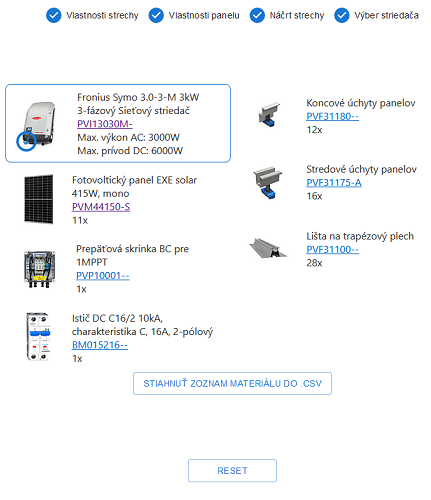 Vlastnosti strechy
Vlastnosti panelu
Náčrt strechy
Výber striedača
Fronius Symo 3.0-3-M 3kW
3-fázový Sieťový striedač
PVI13030M-
Max. výkon AC: 3000W
Max. prívod DC: 6000W
Fotovoltický panel EXE solar
415W, mono
PVM44150-S
11x
Prepäťová skrinka BC pre
1MPPT
PVP10001--
1x
Istič DC C16/2 10kA,
charakteristika C, 16A, 2-pólový
BM015216--
1x
Koncové úchyty panelov
PVF31180--
12x
Stredové úchyty panelov
PVF31175-A
16x
Lišta na trapézový plech
PVF31100--
28x
STIAHNUŤ ZOZNAM MATERIÁLU DO .CSV
RESET